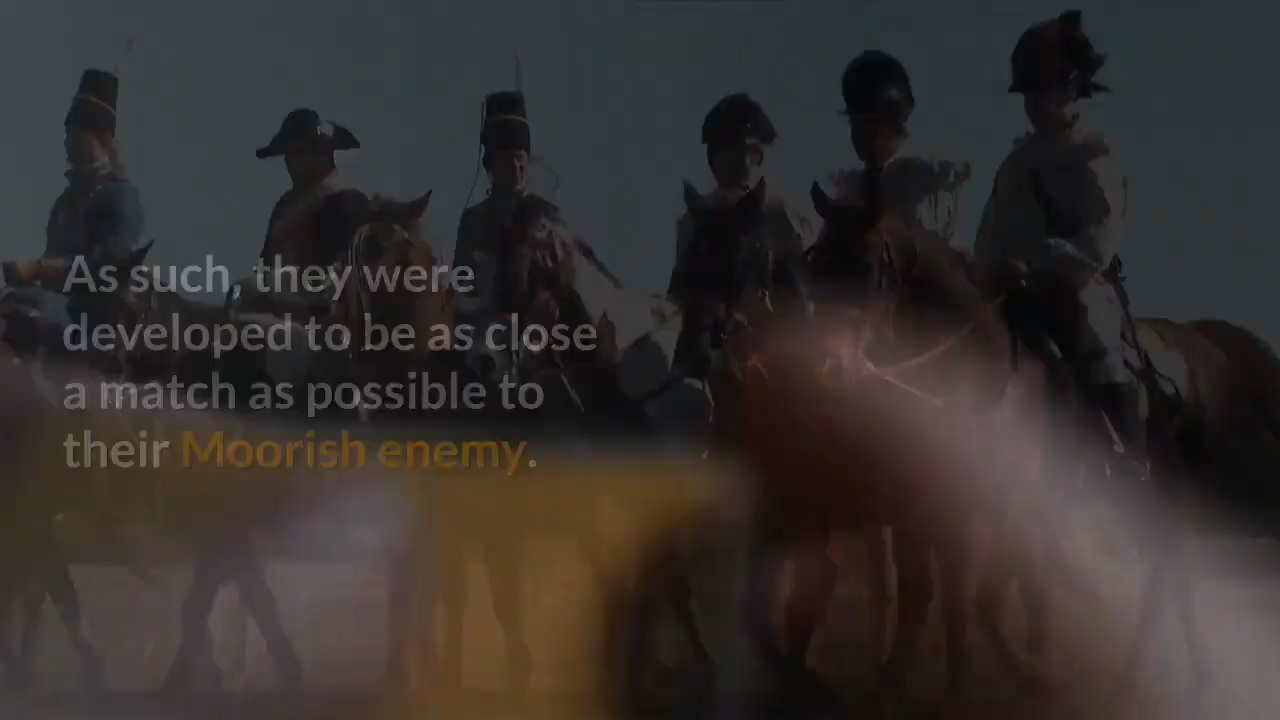 As such, they were
developed to be as close
a match as possible to
their Moorish enemy.